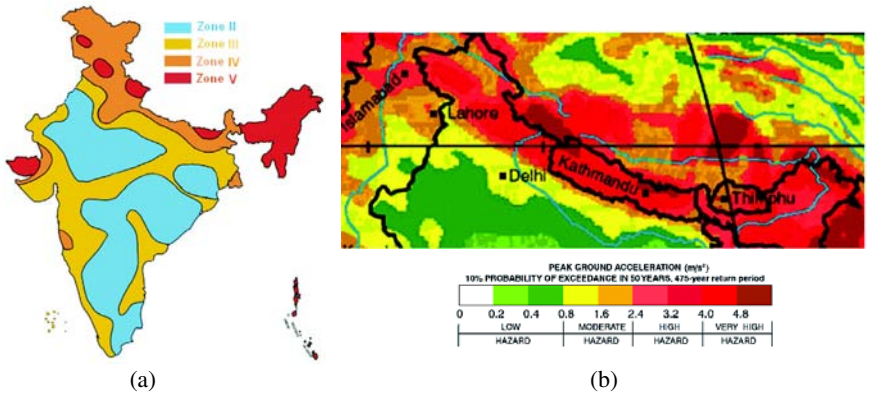 Zone II
Zone III
Zone IV
Zone V
(a)
Islamabad
Lahore
Delhi
Kathmandu
Thimphu
PEAK GROUND ACCELERATION (m/s²)
10% PROBABILITY OF EXCEEDANCE IN 50 YEARS, 475-year return period
0 0.2 0.4 0.8 1.6 2.4 3.2 4.0 4.8
LOW MODERATE HIGH VERY HIGH
HAZARD HAZARD HAZARD HAZARD
(b)